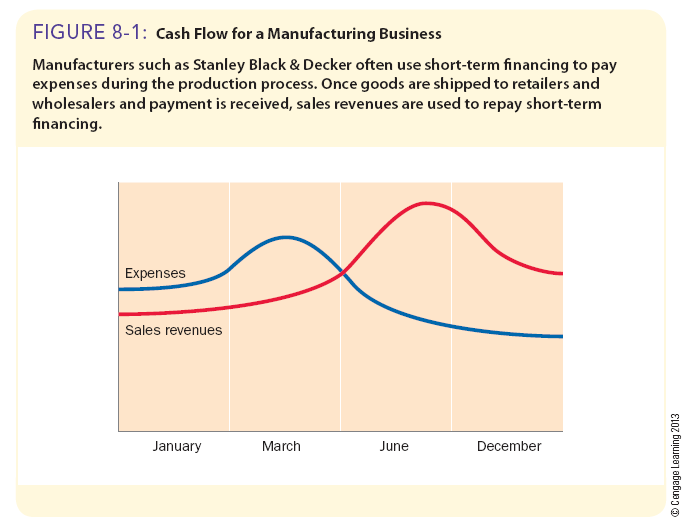 FIGURE 8-1: Cash Flow for a Manufacturing Business
Manufacturers such as Stanley Black & Decker often use short-term financing to pay
expenses during the production process. Once goods are shipped to retailers and
wholesalers and payment is received, sales revenues are used to repay short-term
financing.
Expenses
Sales revenues
January March June December
© Cengage Learning 2013